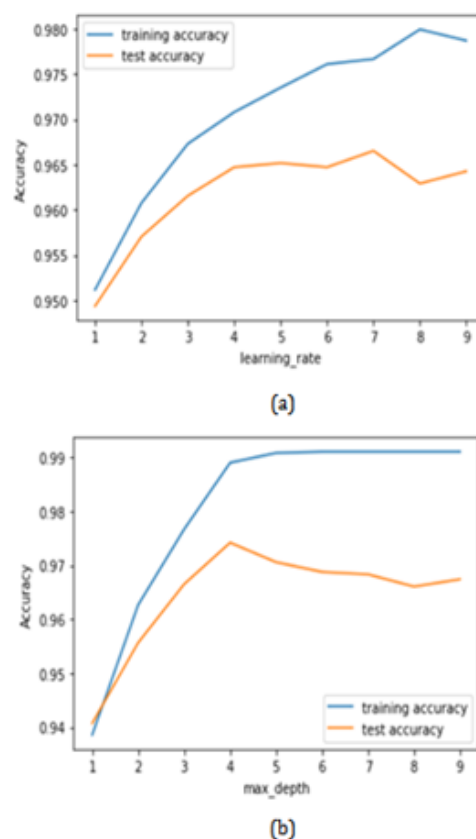 0.980
training accuracy
test accuracy
0.975
0.970
0.965
0.960
0.955
0.950
Accuracy
1 2 3 4 5 6 7 8 9
learning_rate
(a)
0.99
0.98
0.97
0.96
0.95
0.94
Accuracy
training accuracy
test accuracy
1 2 3 4 5 6 7 8 9
max_depth
(b)